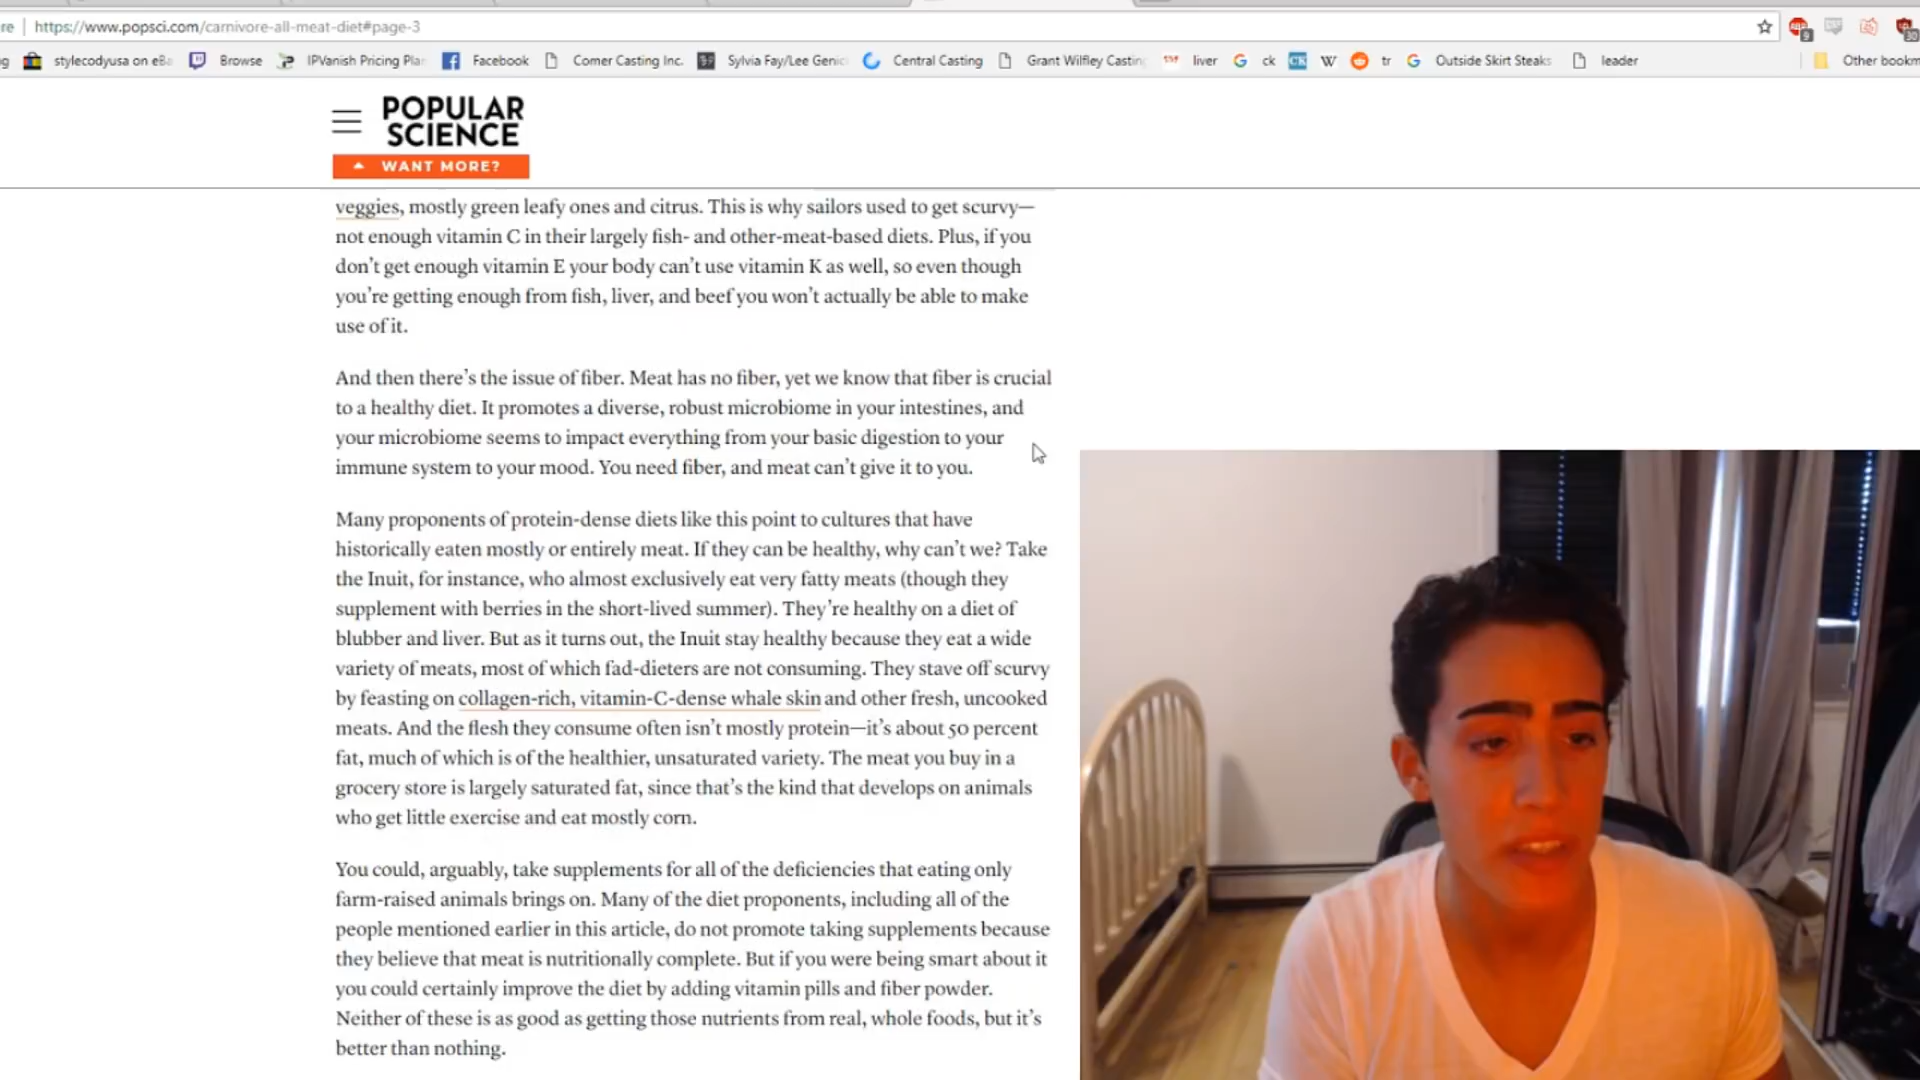 re
https://www.popsci.com/carnivore-all-meat-diet#page-3
9
30
g
stylecodyusa on eBa
Browse
IPVanish Pricing Pla
Facebook
Comer Casting Inc.
Sylvia Fay/Lee Genic
Central Casting
Grant Wilfley Casting
liver
ck
CK
W
tr
Outside Skirt Steaks
leader
Other bookm
POPULAR
SCIENCE
WANT MORE?
veggies, mostly green leafy ones and citrus. This is why sailors used to get scurvy—
not enough vitamin C in their largely fish- and other-meat-based diets. Plus, if you
don't get enough vitamin E your body can't use vitamin K as well, so even though
you're getting enough from fish, liver, and beef you won't actually be able to make
use of it.
And then there's the issue of fiber. Meat has no fiber, yet we know that fiber is crucial
to a healthy diet. It promotes a diverse, robust microbiome in your intestines, and
your microbiome seems to impact everything from your basic digestion to your
immune system to your mood. You need fiber, and meat can't give it to you.
Many proponents of protein-dense diets like this point to cultures that have
historically eaten mostly or entirely meat. If they can be healthy, why can't we? Take
the Inuit, for instance, who almost exclusively eat very fatty meats (though they
supplement with berries in the short-lived summer). They're healthy on a diet of
blubber and liver. But as it turns out, the Inuit stay healthy because they eat a wide
variety of meats, most of which fad-dieters are not consuming. They stave off scurvy
by feasting on collagen-rich, vitamin-C-dense whale skin and other fresh, uncooked
meats. And the flesh they consume often isn't mostly protein—it's about 50 percent
fat, much of which is of the healthier, unsaturated variety. The meat you buy in a
grocery store is largely saturated fat, since that's the kind that develops on animals
who get little exercise and eat mostly corn.
You could, arguably, take supplements for all of the deficiencies that eating only
farm-raised animals brings on. Many of the diet proponents, including all of the
people mentioned earlier in this article, do not promote taking supplements because
they believe that meat is nutritionally complete. But if you were being smart about it
you could certainly improve the diet by adding vitamin pills and fiber powder.
Neither of these is as good as getting those nutrients from real, whole foods, but it's
better than nothing.